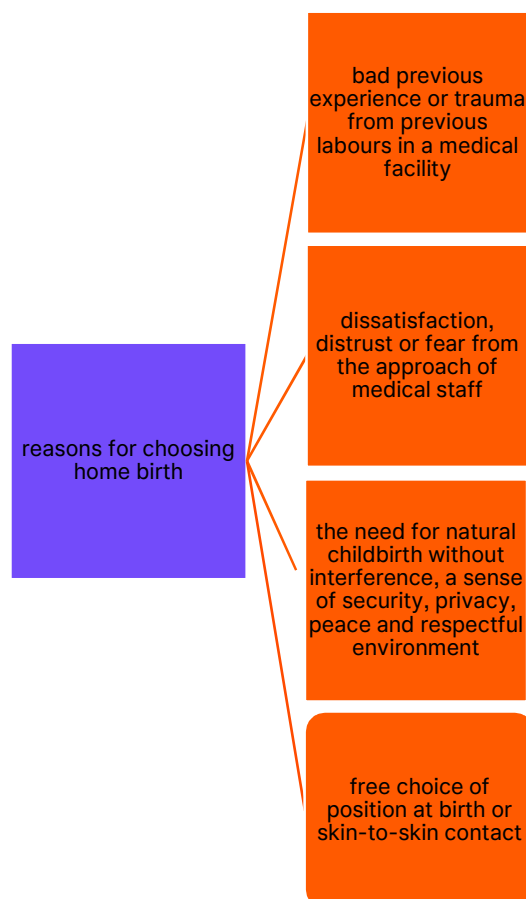 bad previous
experience or trauma
from previous
labours in a medical
facility
dissatisfaction,
distrust or fear from
the approach of
medical staff
reasons for choosing
home birth
the need for natural
childbirth without
interference, a sense
of security, privacy,
peace and respectful
environment
free choice of
position at birth or
skin-to-skin contact